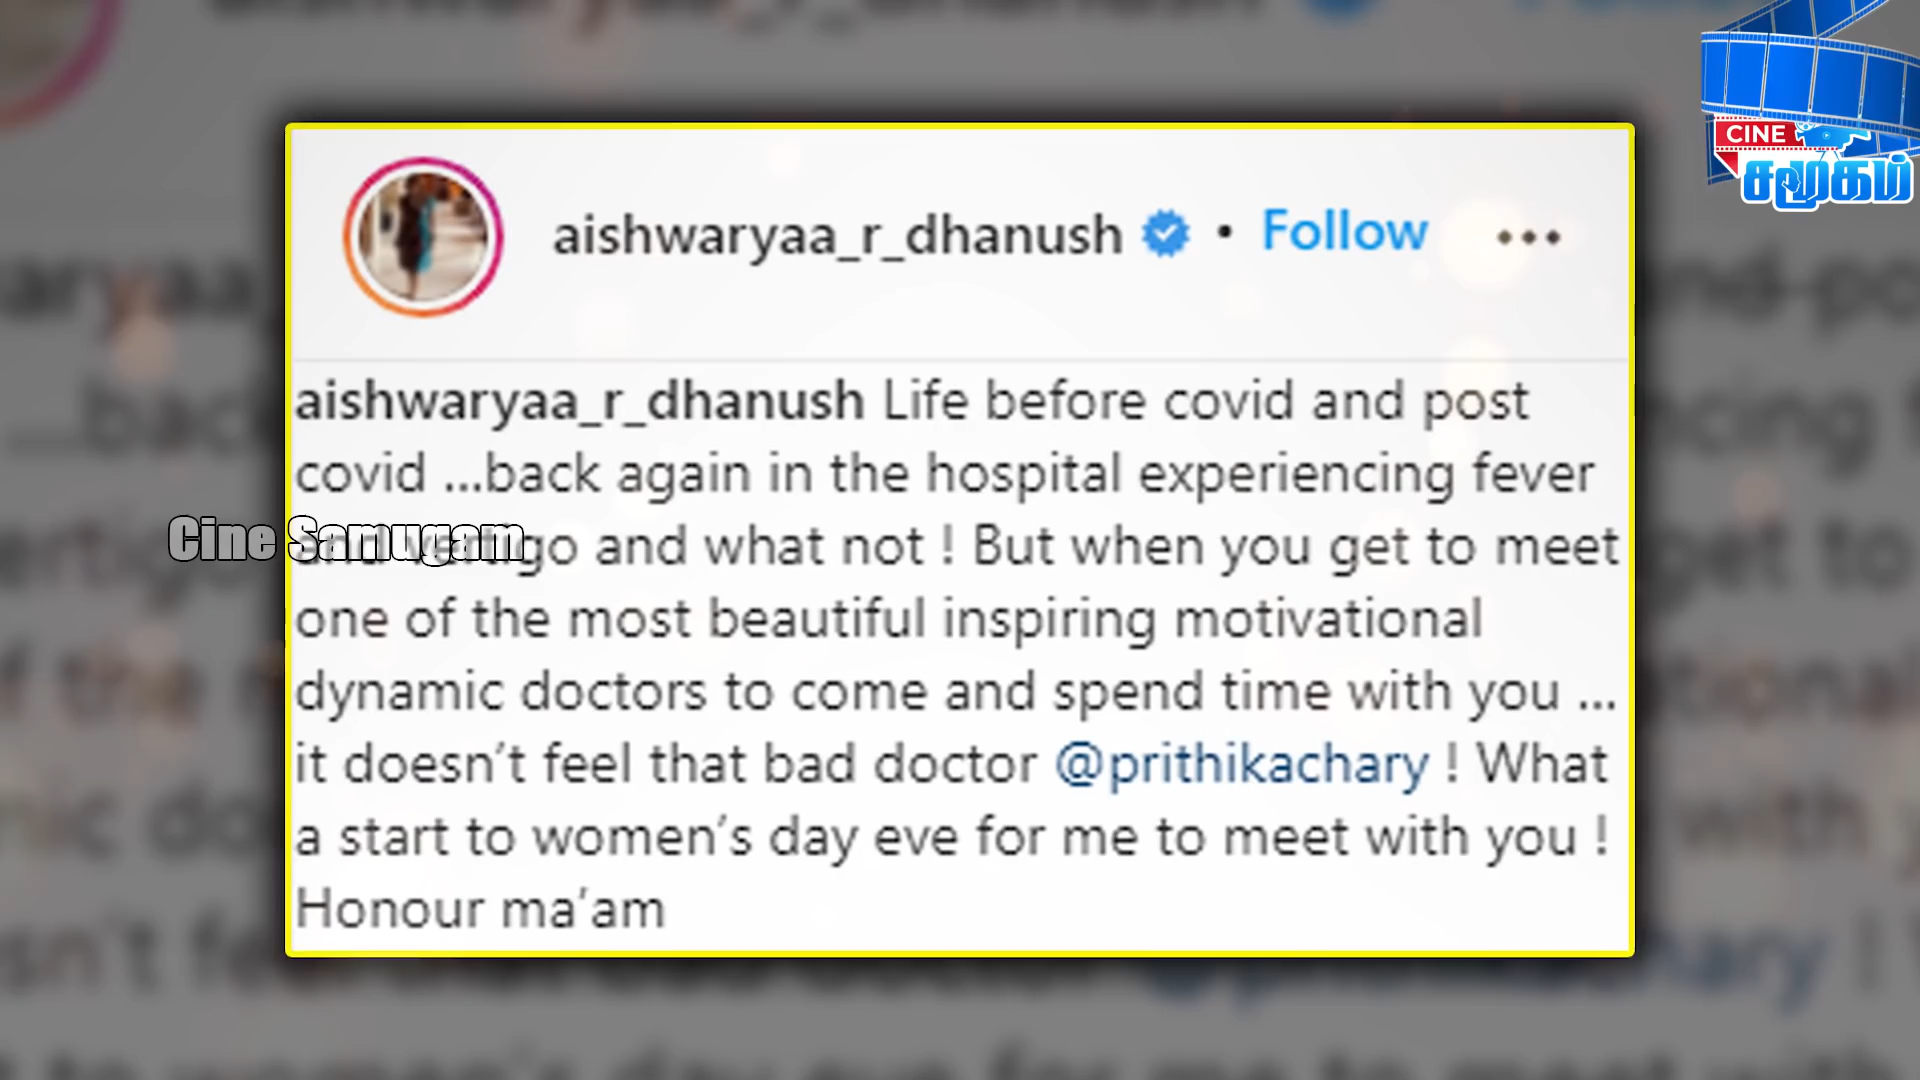 CINE
சமூகம்
aishwaryaa_r_dhanush • Follow •••
aishwaryaa_r_dhanush Life before covid and post
covid ...back again in the hospital experiencing fever
Cine Samugam
and vertigo and what not ! But when you get to meet
one of the most beautiful inspiring motivational
dynamic doctors to come and spend time with you ...
it doesn’t feel that bad doctor @prithikachary ! What
a start to women’s day eve for me to meet with you !
Honour ma’am